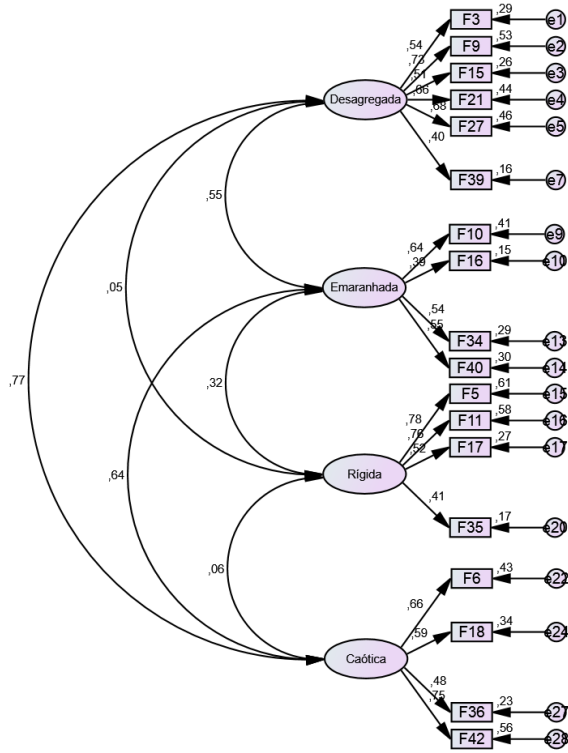 ,29
F3
e1
,54
,53
F9
e2
,73
,26
F15
e3
,51
,44
F21
e4
,66
,46
F27
e5
,68
Desagregada
,40
,16
F39
e7
,55
,41
F10
e9
,64
,15
F16
e10
,39
Emaranhada
,05
,54
,29
F34
e13
,55
,30
F40
e14
,77
,32
,61
F5
e15
,78
,58
F11
e16
,76
,27
F17
e17
,52
Rígida
,64
,41
,17
F35
e20
,06
,43
F6
e22
,66
,34
F18
e24
,59
Caótica
,48
,23
F36
e27
,75
,56
F42
e28